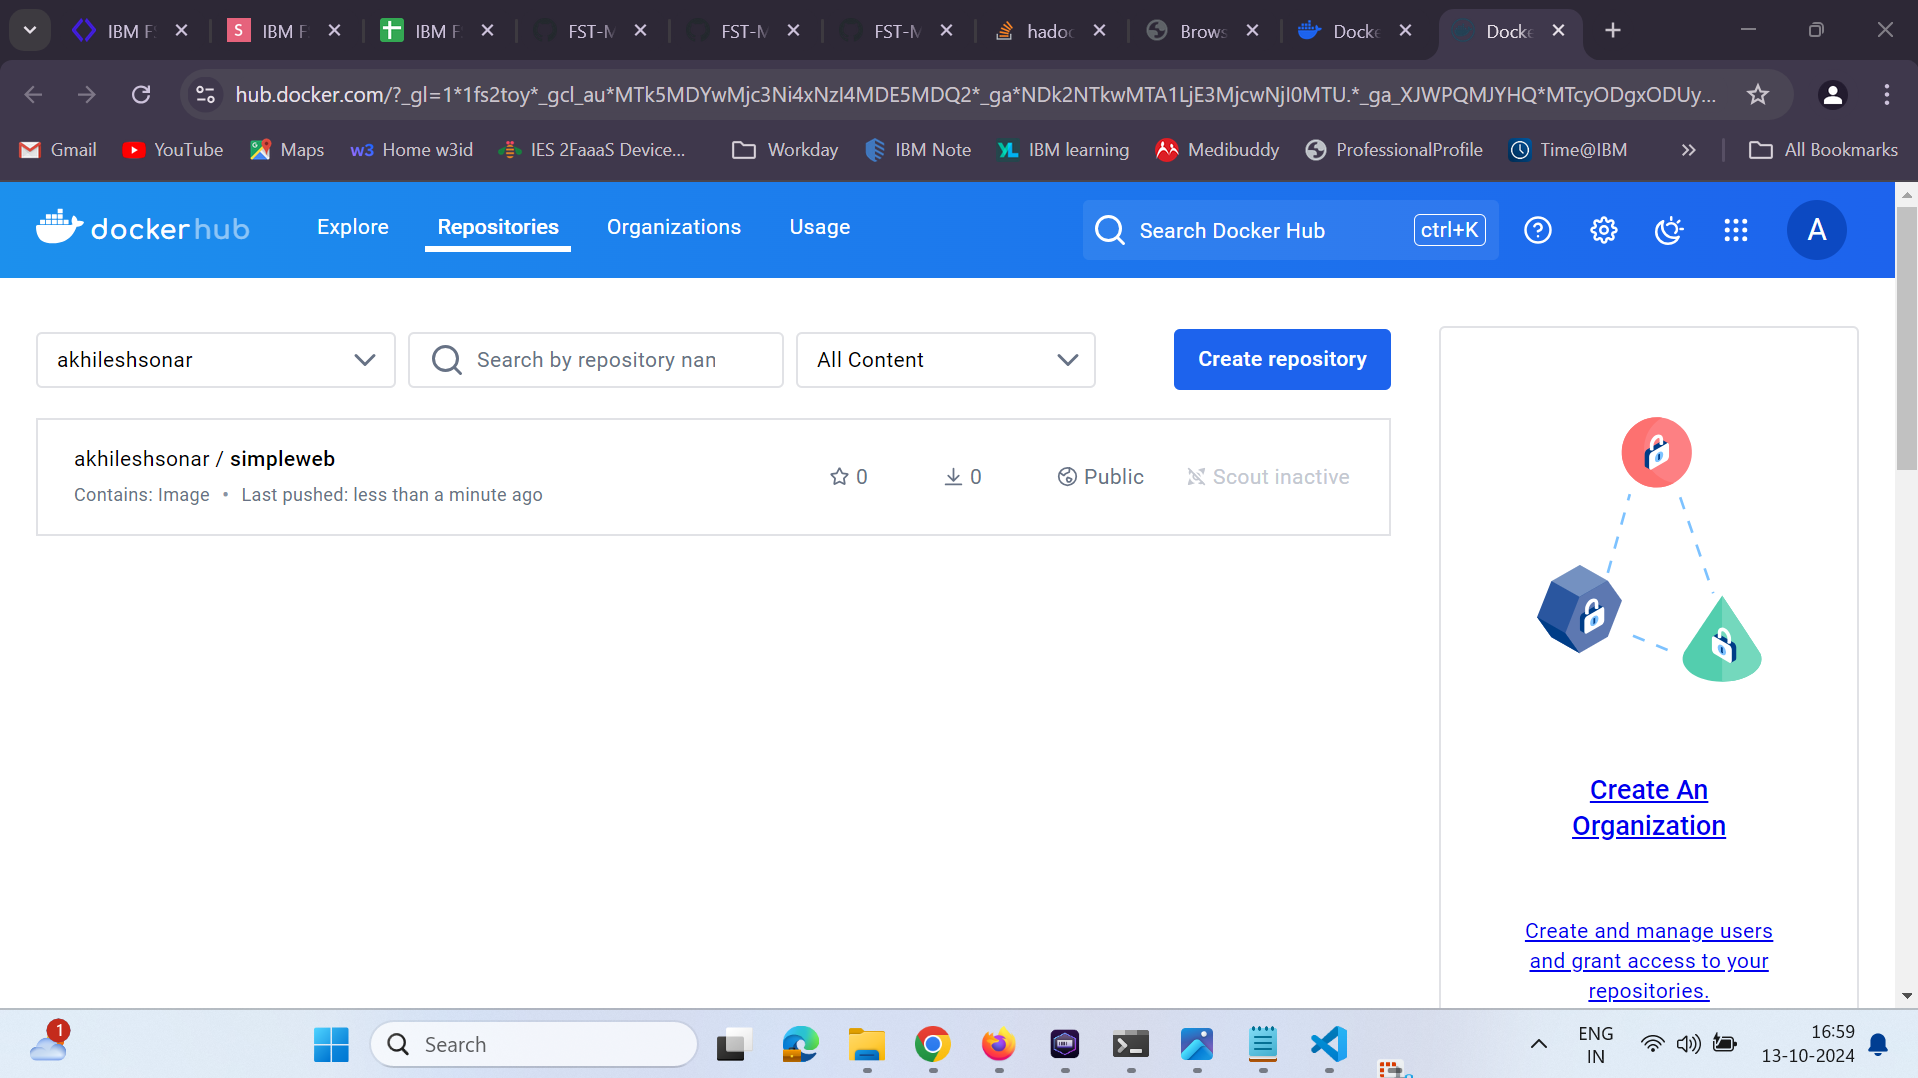 IBM F
S
IBM F
IBM F
FST-M
FST-M
FST-M
hado
Brows
Docke
Docke
hub.docker.com/?_gl=1*1fs2toy*_gcl_au*MTk5MDYwMjc3Ni4xNzI4MDE5MDQ2*_ga*NDk2NTkwMTA1LjE3MjcwNjI0MTU.*_ga_XJWPQMJYHQ*MTcyODgxODUy...
Gmail
YouTube
Maps
w3 Home w3id
IES 2FaaaS Device...
Workday
IBM Note
YL IBM learning
Medibuddy
ProfessionalProfile
Time@IBM
»
All Bookmarks
dockerhub
Explore
Repositories
Organizations
Usage
Search Docker Hub
ctrl+K
A
akhileshsonar
Search by repository nan
All Content
Create repository
akhileshsonar / simpleweb
0
0
Public
Scout inactive
Contains: Image • Last pushed: less than a minute ago
Create An
Organization
Create and manage users
and grant access to your
repositories.
1
Search
ENG
IN
16:59
13-10-2024